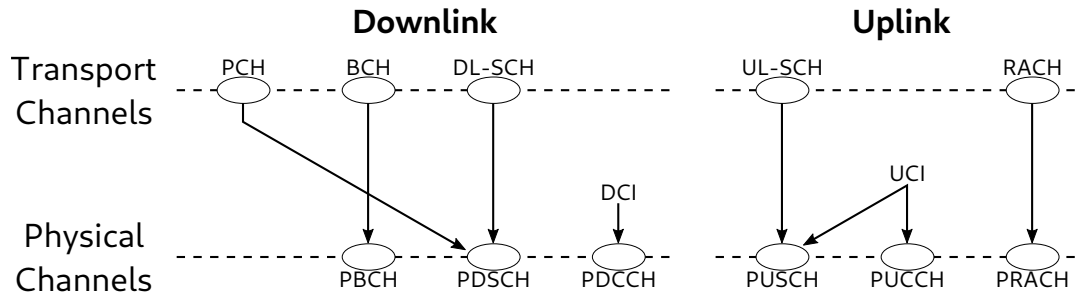 Downlink Uplink
Transport Channels
PCH BCH DL-SCH UL-SCH RACH
DCI UCI
Physical Channels
PBCH PDSCH PDCCH PUSCH PUCCH PRACH